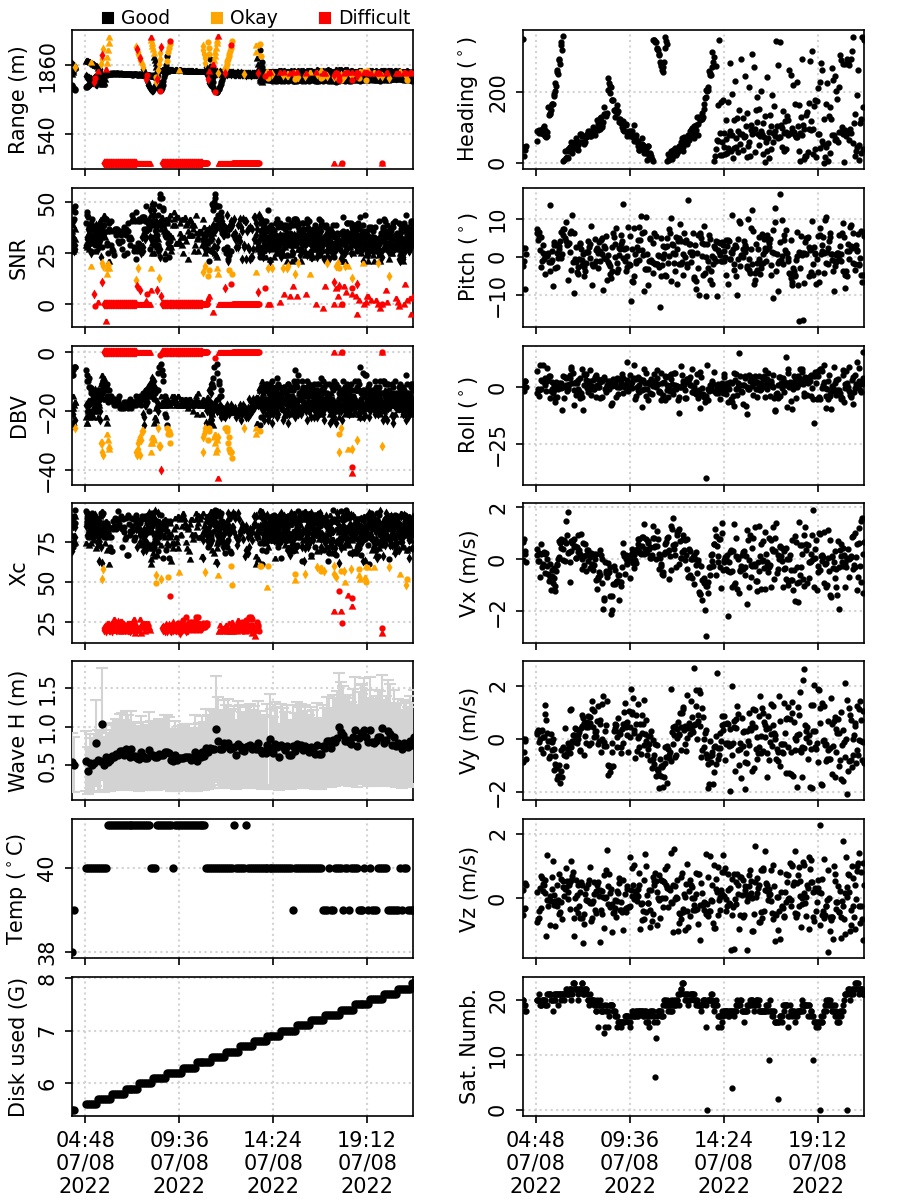 Good Okay Difficult
Range (m)
1860
540
Heading (°)
200
0
SNR
50
25
0
Pitch (°)
10
0
−10
DBV
0
−20
−40
Roll (°)
0
−25
Xc
75
50
25
Vx (m/s)
2
0
−2
Wave H (m)
1.5
1.0
0.5
Vy (m/s)
2
0
−2
Temp (°C)
40
38
Vz (m/s)
2
0
Disk used (G)
8
7
6
Sat. Numb.
20
10
0
04:48 09:36 14:24 19:12 04:48 09:36 14:24 19:12
07/08 07/08 07/08 07/08 07/08 07/08 07/08 07/08
2022 2022 2022 2022 2022 2022 2022 2022